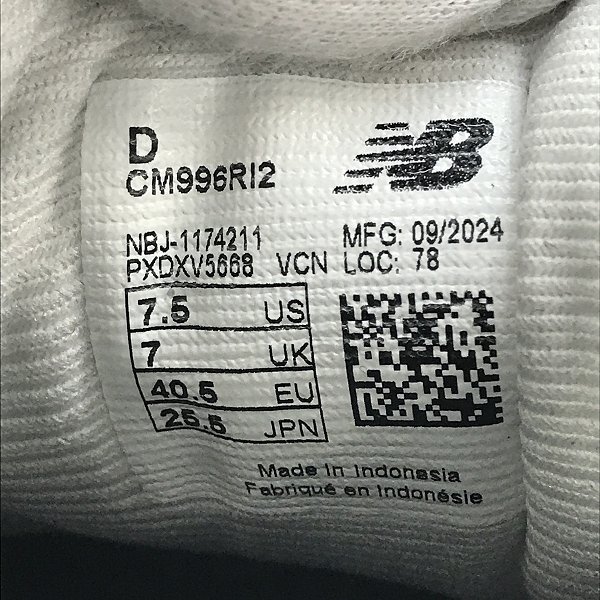 D
CM996RI2
NB
NBJ-1174211 MFG: 09/2024
PXDXV5668 VCN LOC: 78
7.5 US
7 UK
40.5 EU
25.5 JPN
Made in Indonesia
Fabriqué en Indonésie